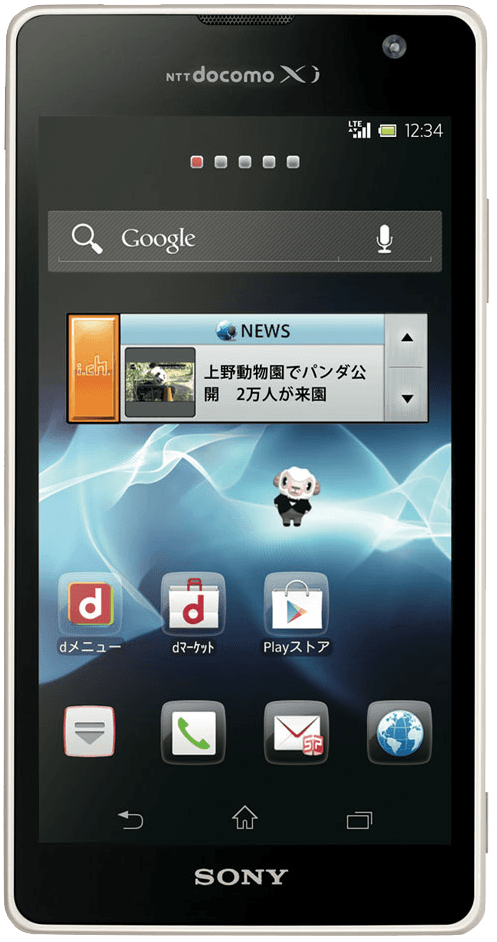 NTT docomo Xi
LTE 12:34
Google
i.ch.
NEWS
上野動物園でパンダ公
開 2万人が来園
d
d
dメニュー
dマーケット
Playストア
SONY